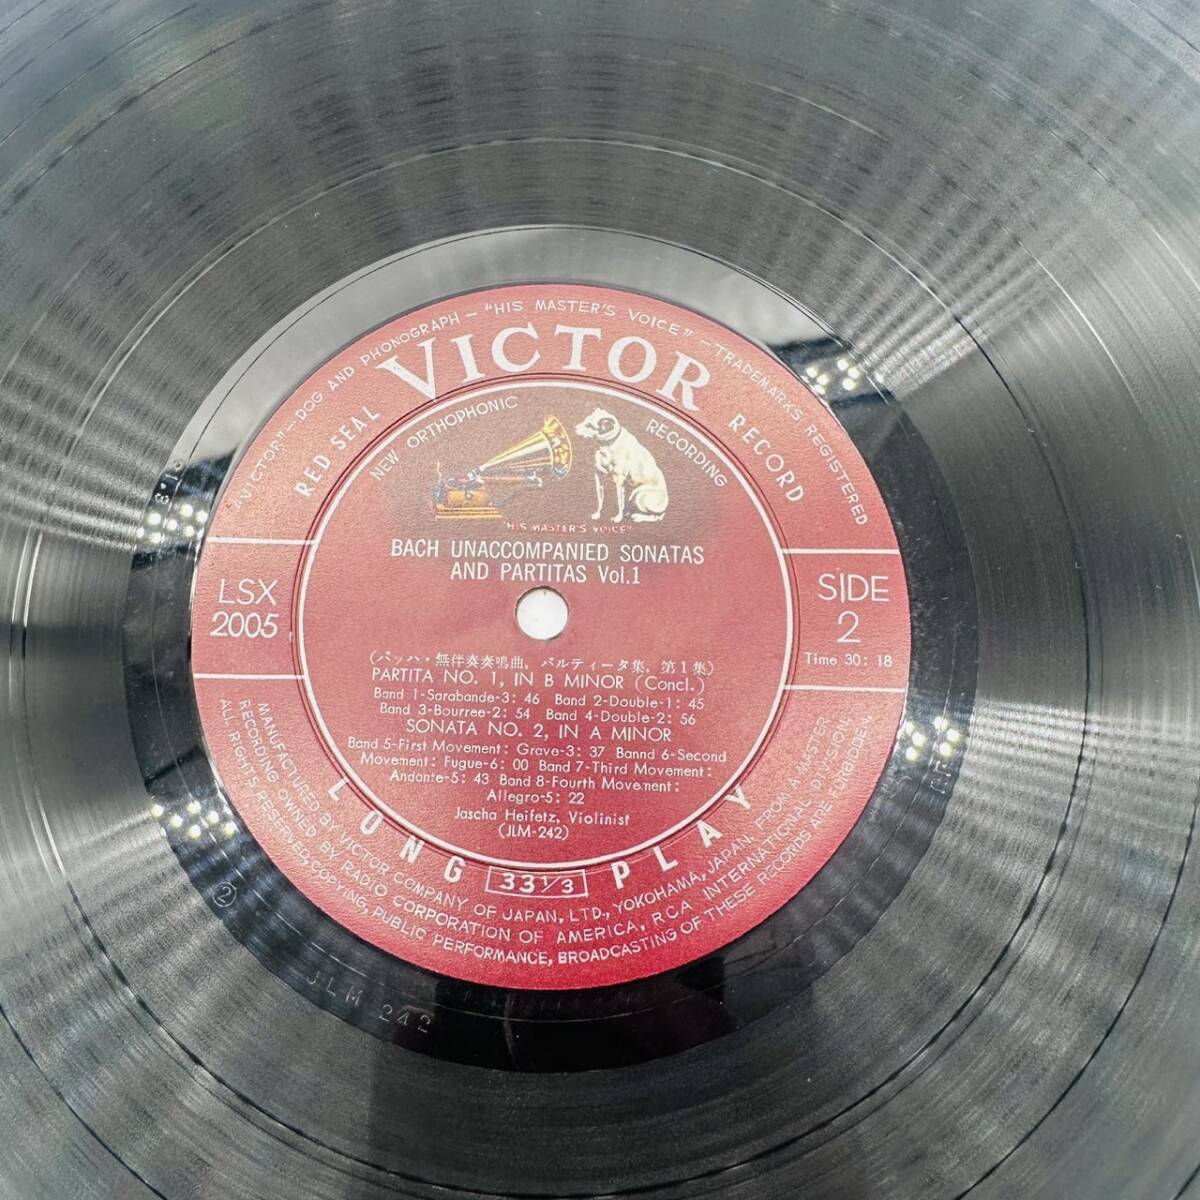 "VICTOR"—DOG AND PHONOGRAPH — "HIS MASTER'S VOICE" — TRADEMARKS REGISTERED
RED SEAL VICTOR RECORD
NEW ORTHOPHONIC RECORDING
"HIS MASTER'S VOICE"
BACH UNACCOMPANIED SONATAS
AND PARTITAS Vol.1
LSX
2005
SIDE
2
Time 30: 18
(バッハ・無伴奏奏鳴曲, パルティータ集, 第1集)
PARTITA NO. 1, IN B MINOR (Concl.)
Band 1-Sarabande-3: 46 Band 2-Double-1: 45
Band 3-Bourree-2: 54 Band 4-Double-2: 56
SONATA NO. 2, IN A MINOR
Band 5-First Movement: Grave-3: 37 Bannd 6-Second
Movement: Fugue-6: 00 Band 7-Third Movement:
Andante-5: 43 Band 8-Fourth Movement:
Allegro-5: 22
Jascha Heifetz, Violinist
(JLM-242)
LONG 33 1/3 PLAY
MANUFACTURED BY VICTOR COMPANY OF JAPAN, LTD., YOKOHAMA, JAPAN, FROM A MASTER
RECORDING OWNED BY RADIO CORPORATION OF AMERICA, RCA INTERNATIONAL DIVISION.
ALL RIGHTS RESERVED, COPYING, PUBLIC PERFORMANCE, BROADCASTING OF THESE RECORDS ARE FORBIDDEN.
②
JLM 242